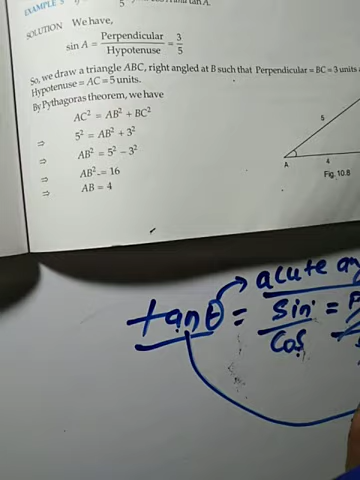 EXAMPLE
5
SOLUTION We have,
sin A = Perpendicular / Hypotenuse = 3 / 5
So, we draw a triangle ABC, right angled at B such that Perpendicular = BC = 3 units
Hypotenuse = AC = 5 units.
By Pythagoras theorem, we have
AC² = AB² + BC²
⇒ 5² = AB² + 3²
⇒ AB² = 5² − 3²
⇒ AB² = 16
⇒ AB = 4
5
A
4
Fig. 10.8
acute
tan θ = Sin / Cos =